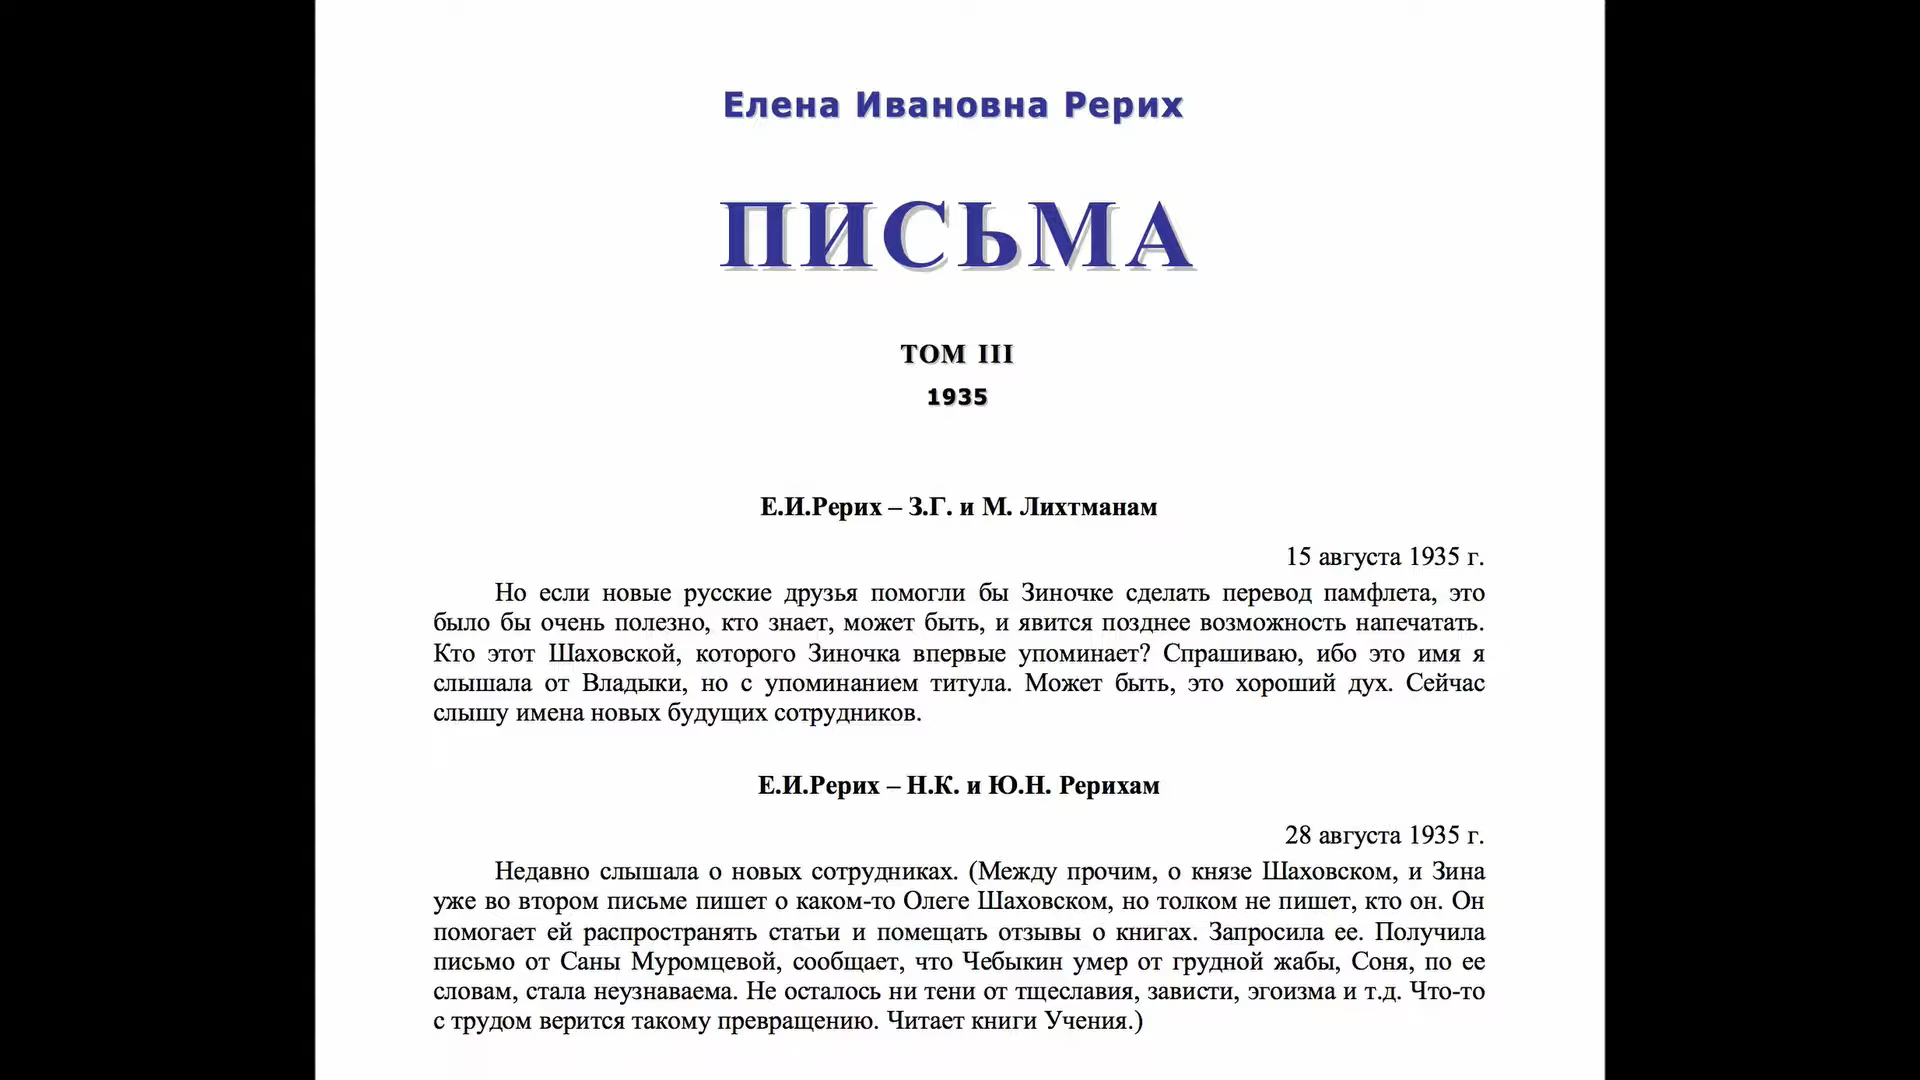 Елена Ивановна Рерих
ПИСЬМА
ТОМ III
1935
Е.И.Рерих – З.Г. и М. Лихтманам
15 августа 1935 г.
Но если новые русские друзья помогли бы Зиночке сделать перевод памфлета, это
было бы очень полезно, кто знает, может быть, и явится позднее возможность напечатать.
Кто этот Шаховской, которого Зиночка впервые упоминает? Спрашиваю, ибо это имя я
слышала от Владыки, но с упоминанием титула. Может быть, это хороший дух. Сейчас
слышу имена новых будущих сотрудников.
Е.И.Рерих – Н.К. и Ю.Н. Рерихам
28 августа 1935 г.
Недавно слышала о новых сотрудниках. (Между прочим, о князе Шаховском, и Зина
уже во втором письме пишет о каком-то Олеге Шаховском, но толком не пишет, кто он. Он
помогает ей распространять статьи и помещать отзывы о книгах. Запросила ее. Получила
письмо от Саны Муромцевой, сообщает, что Чебыкин умер от грудной жабы, Соня, по ее
словам, стала неузнаваема. Не осталось ни тени от тщеславия, зависти, эгоизма и т.д. Что-то
с трудом верится такому превращению. Читает книги Учения.)